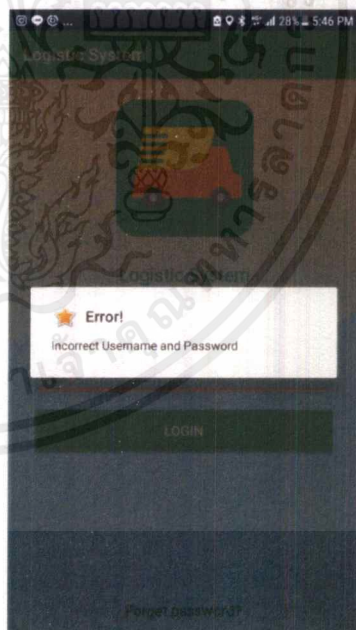 ... 28% 5:46 PM
Logistic System
Logistic System
Error!
Incorrect Username and Password
LOGIN
Forget password?